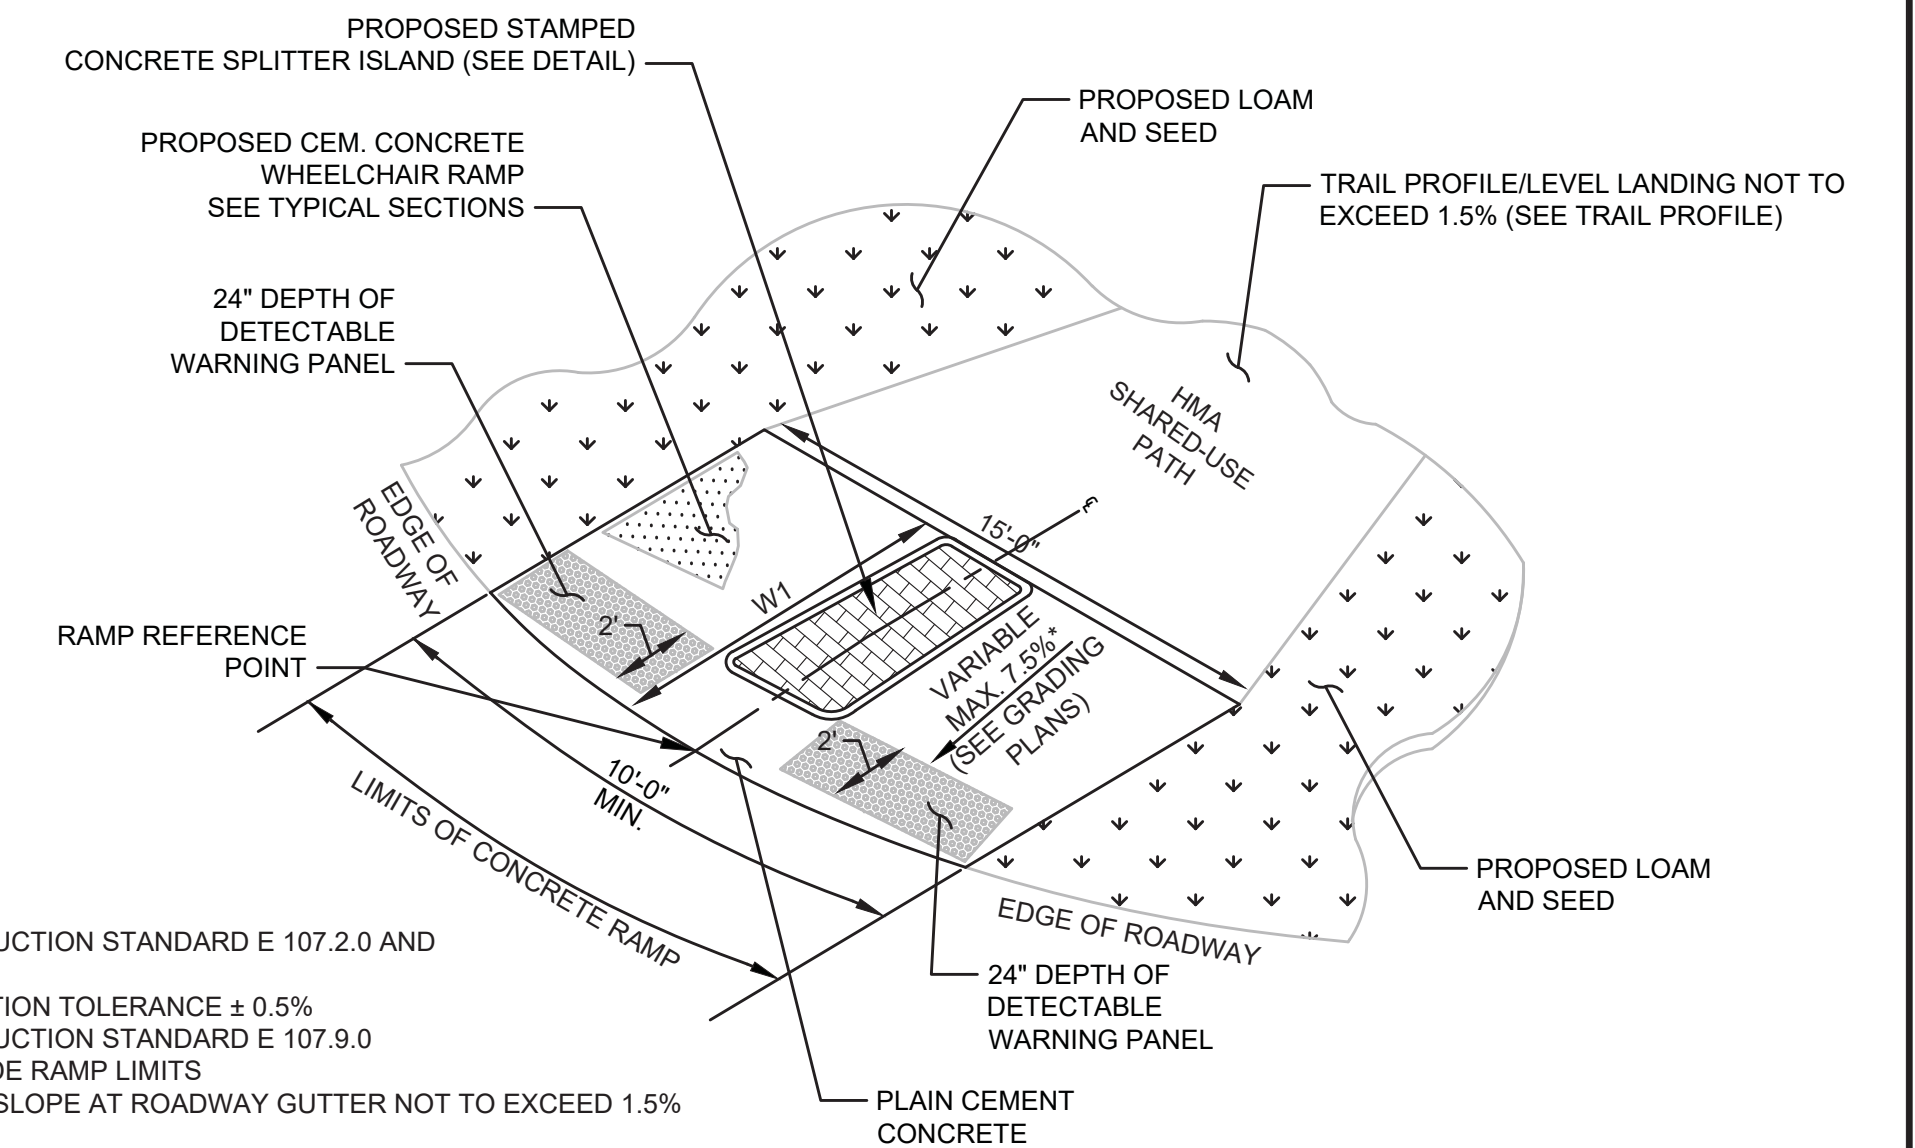 PROPOSED STAMPED
CONCRETE SPLITTER ISLAND (SEE DETAIL)
PROPOSED LOAM
AND SEED
PROPOSED CEM. CONCRETE
WHEELCHAIR RAMP
SEE TYPICAL SECTIONS
TRAIL PROFILE/LEVEL LANDING NOT TO
EXCEED 1.5% (SEE TRAIL PROFILE)
24" DEPTH OF
DETECTABLE
WARNING PANEL
HMA
SHARED-USE
PATH
EDGE OF
ROADWAY
15'-0"
W1
2'
RAMP REFERENCE
POINT
VARIABLE
MAX. 7.5%*
(SEE GRADING
PLANS)
2'
10'-0"
MIN.
LIMITS OF CONCRETE RAMP
PROPOSED LOAM
AND SEED
EDGE OF ROADWAY
24" DEPTH OF
DETECTABLE
WARNING PANEL
PLAIN CEMENT
CONCRETE
UCTION STANDARD E 107.2.0 AND
TION TOLERANCE ± 0.5%
UCTION STANDARD E 107.9.0
DE RAMP LIMITS
SLOPE AT ROADWAY GUTTER NOT TO EXCEED 1.5%